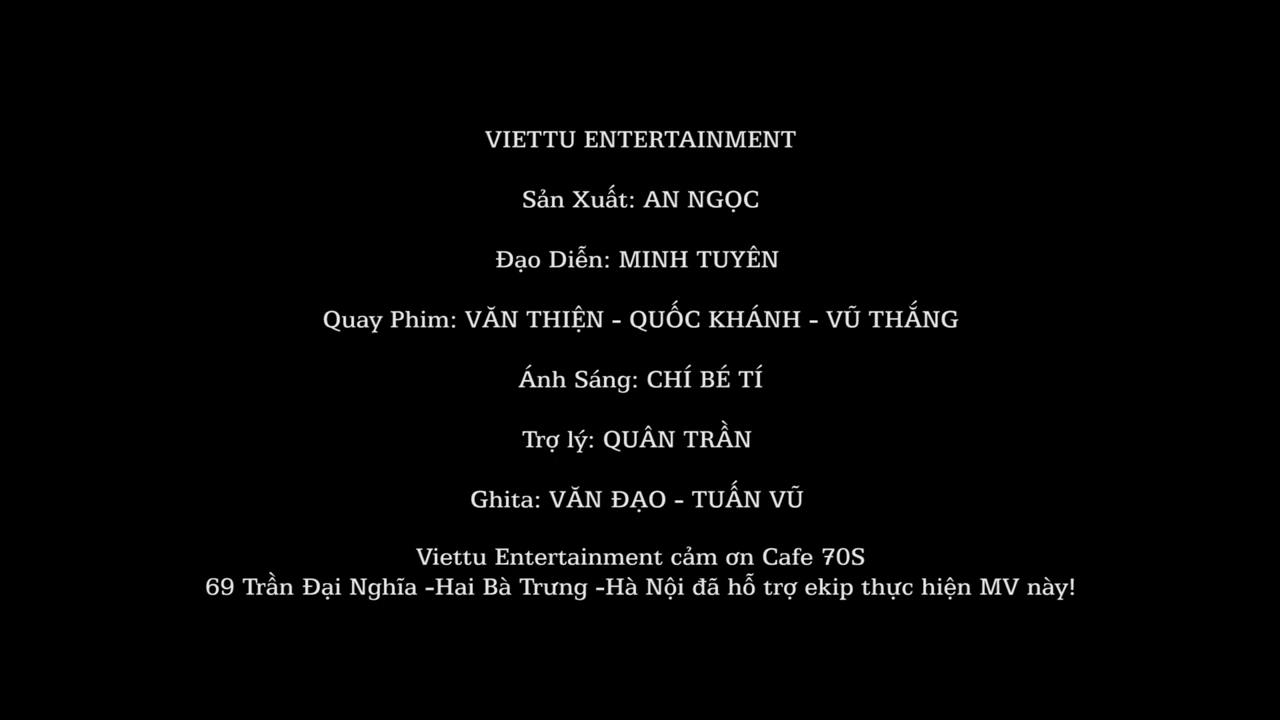 VIETTU ENTERTAINMENT
Sản Xuất: AN NGỌC
Đạo Diễn: MINH TUYÊN
Quay Phim: VĂN THIỆN - QUỐC KHÁNH - VŨ THẮNG
Ánh Sáng: CHÍ BÉ TÍ
Trợ lý: QUÂN TRẦN
Ghita: VĂN ĐẠO - TUẤN VŨ
Viettu Entertainment cảm ơn Cafe 70S
69 Trần Đại Nghĩa -Hai Bà Trưng -Hà Nội đã hỗ trợ ekip thực hiện MV này!